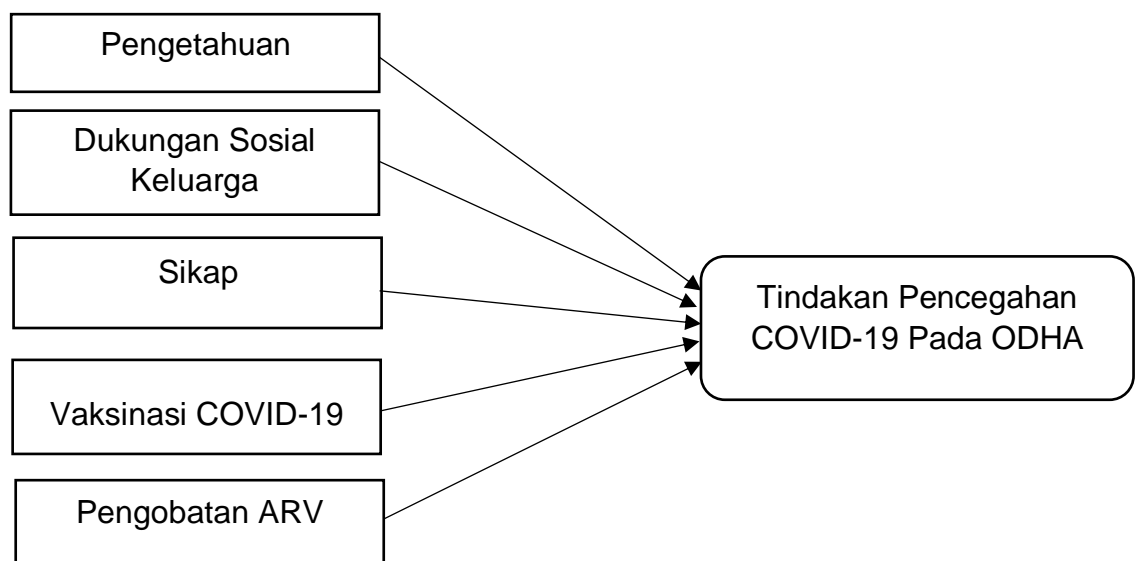 Pengetahuan
Dukungan Sosial
Keluarga
Sikap
Vaksinasi COVID-19
Pengobatan ARV
Tindakan Pencegahan
COVID-19 Pada ODHA